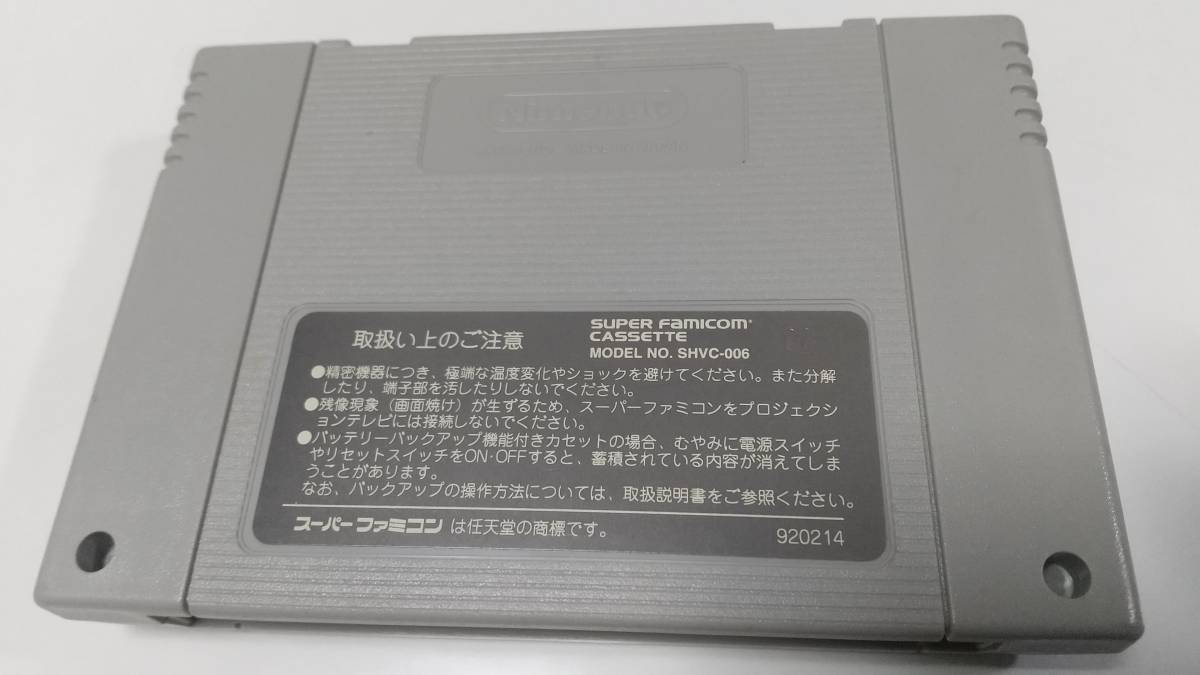 Nintendo
取扱い上のご注意
SUPER FAMICOM
CASSETTE
MODEL NO. SHVC-006
●精密機器につき、極端な温度変化やショックを避けてください。また分解
したり、端子部を汚したりしないでください。
●残像現象（画面焼け）が生ずるため、スーパーファミコンをプロジェクシ
ョンテレビには接続しないでください。
●バッテリーバックアップ機能付きカセットの場合、むやみに電源スイッチ
やリセットスイッチをON・OFFすると、蓄積されている内容が消えてしま
うことがあります。
なお、バックアップの操作方法については、取扱説明書をご参照ください。
スーパーファミコン は任天堂の商標です。
920214